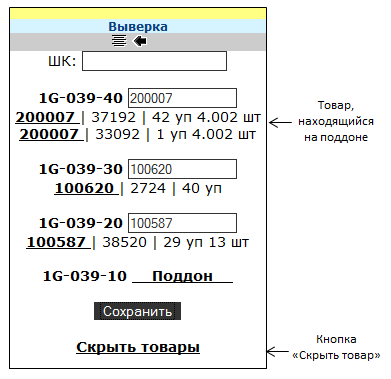 Выверка
ШК:
1G-039-40 200007
200007 | 37192 | 42 уп 4.002 шт
200007 | 33092 | 1 уп 4.002 шт
Товар,
находящийся
на поддоне
1G-039-30 100620
100620 | 2724 | 40 уп
1G-039-20 100587
100587 | 38520 | 29 уп 13 шт
1G-039-10 Поддон
Сохранить
Скрыть товары
Кнопка
«Скрыть товар»